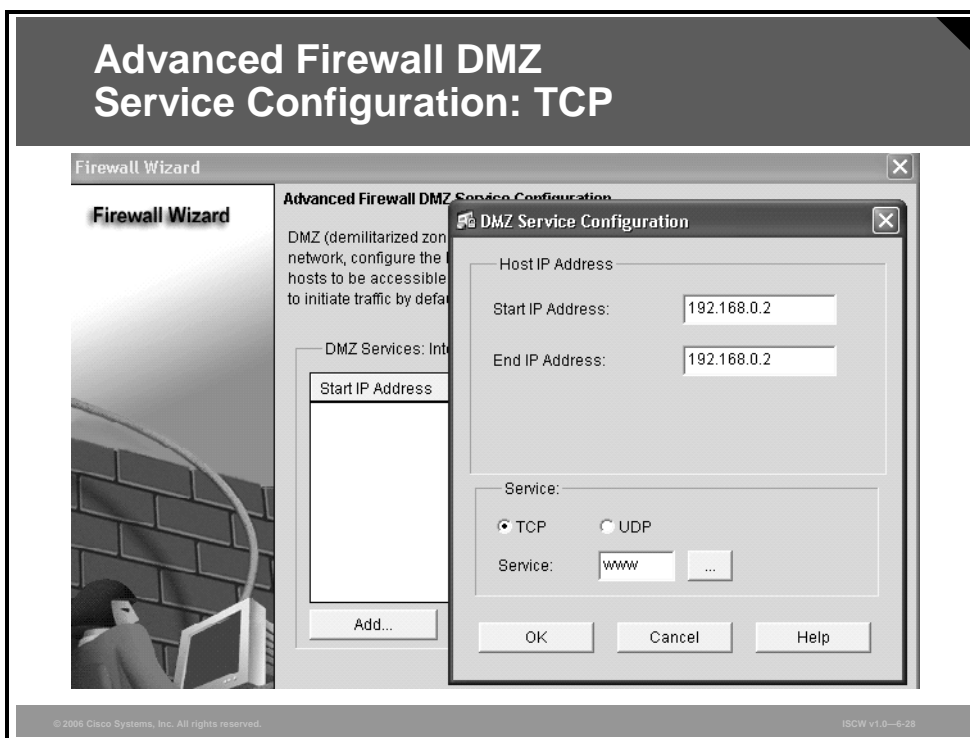 Advanced Firewall DMZ
Service Configuration: TCP
Firewall Wizard
Firewall Wizard
Advanced Firewall DMZ Service Configuration
DMZ (demilitarized zon
network, configure the
hosts to be accessible
to initiate traffic by defau
DMZ Services: Int
Start IP Address
Add...
DMZ Service Configuration
Host IP Address
Start IP Address:
192.168.0.2
End IP Address:
192.168.0.2
Service:
TCP
UDP
Service:
www
...
OK
Cancel
Help
© 2006 Cisco Systems, Inc. All rights reserved.
ISCW v1.0—6-28